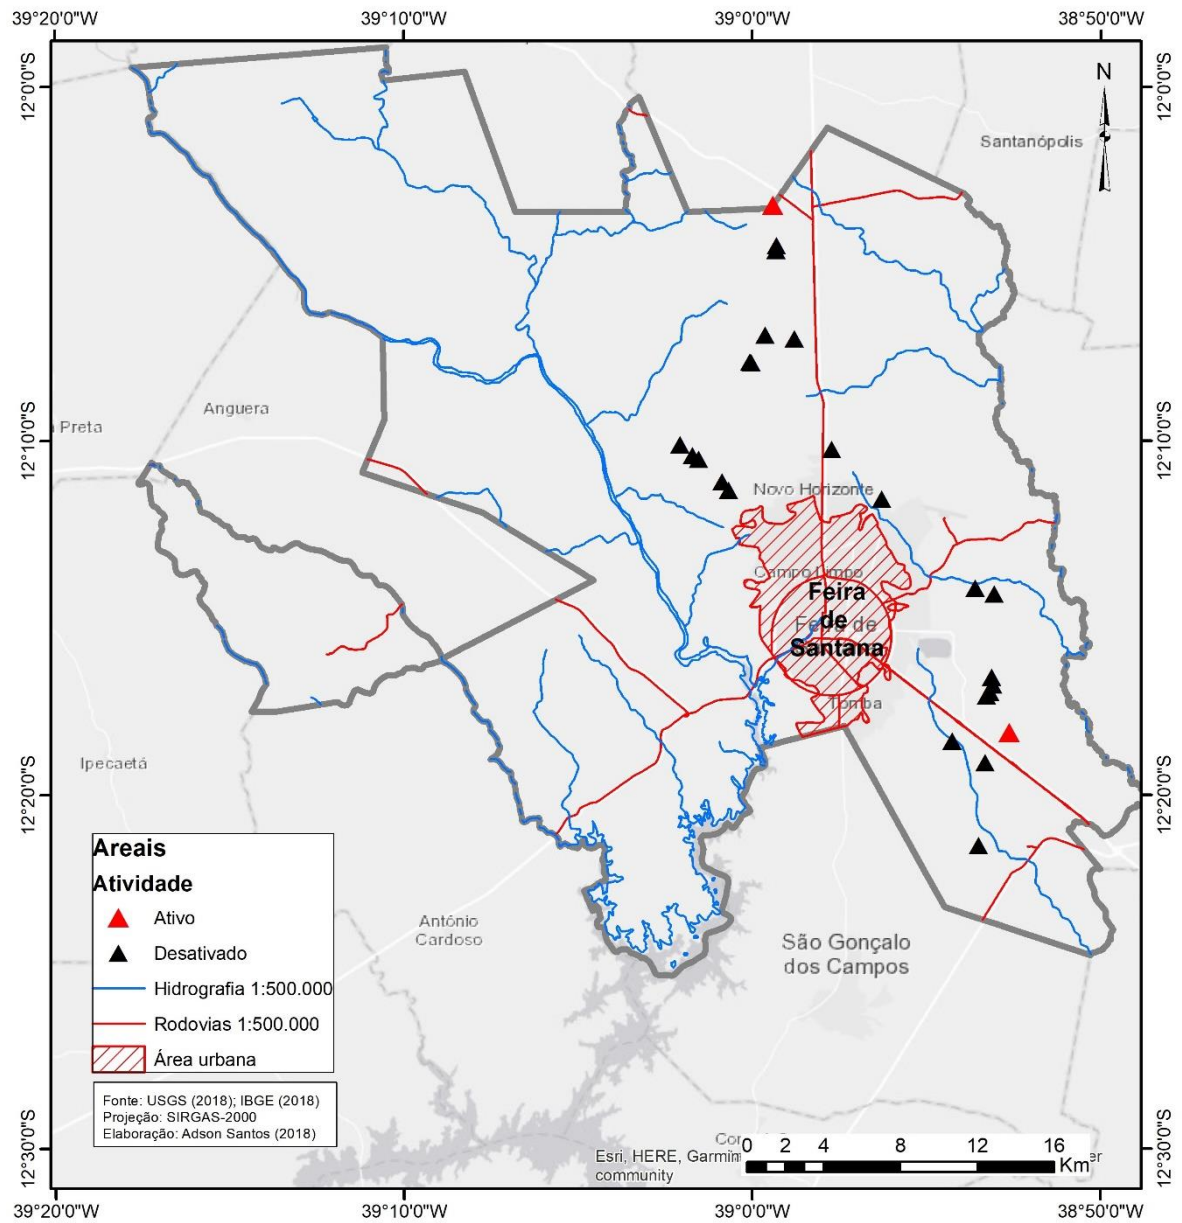 39°20'0"W 39°10'0"W 39°0'0"W 38°50'0"W
12°0'0"S
12°0'0"S
N
Santanópolis
Anguera
Preta
12°10'0"S
12°10'0"S
Novo Horizonte
Campo Limpo
Feira
de
Santana
Feira de
Tomba
Ipecaetá
12°20'0"S
12°20'0"S
Areais
Atividade
Ativo
Desativado
Hidrografia 1:500.000
Rodovias 1:500.000
Área urbana
Antônio
Cardoso
São Gonçalo
dos Campos
Fonte: USGS (2018); IBGE (2018)
Projeção: SIRGAS-2000
Elaboração: Adson Santos (2018)
12°30'0"S
12°30'0"S
0 2 4 8 12 16
Km
Esri, HERE, Garmin
community
39°20'0"W 39°10'0"W 39°0'0"W 38°50'0"W